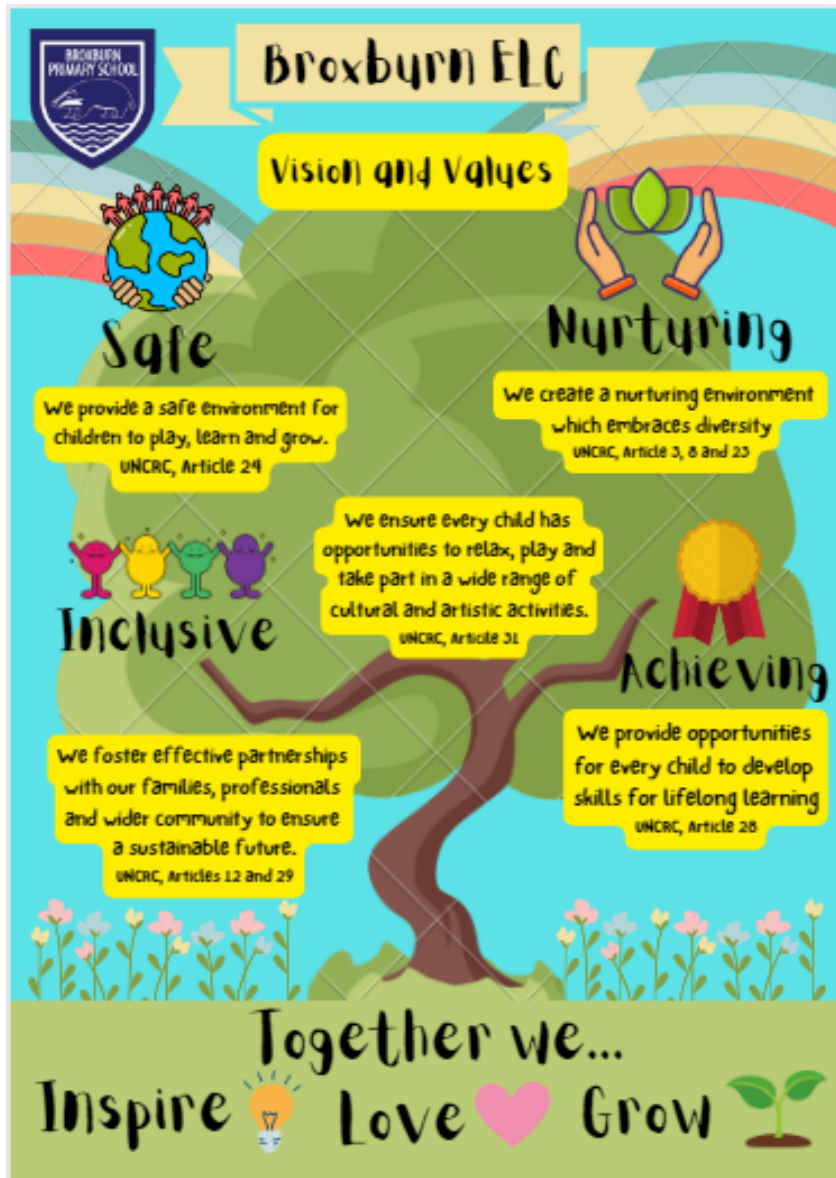 BROXBURN
PRIMARY SCHOOL
Broxburn ELC
Vision and Values
Safe
We provide a safe environment for
children to play, learn and grow.
UNCRC, Article 24
Nurturing
We create a nurturing environment
which embraces diversity
UNCRC, Article 3, 8 and 23
We ensure every child has
opportunities to relax, play and
take part in a wide range of
cultural and artistic activities.
UNCRC, Article 31
Inclusive
We foster effective partnerships
with our families, professionals
and wider community to ensure
a sustainable future.
UNCRC, Articles 12 and 29
Achieving
We provide opportunities
for every child to develop
skills for lifelong learning
UNCRC, Article 28
Together we...
Inspire Love Grow